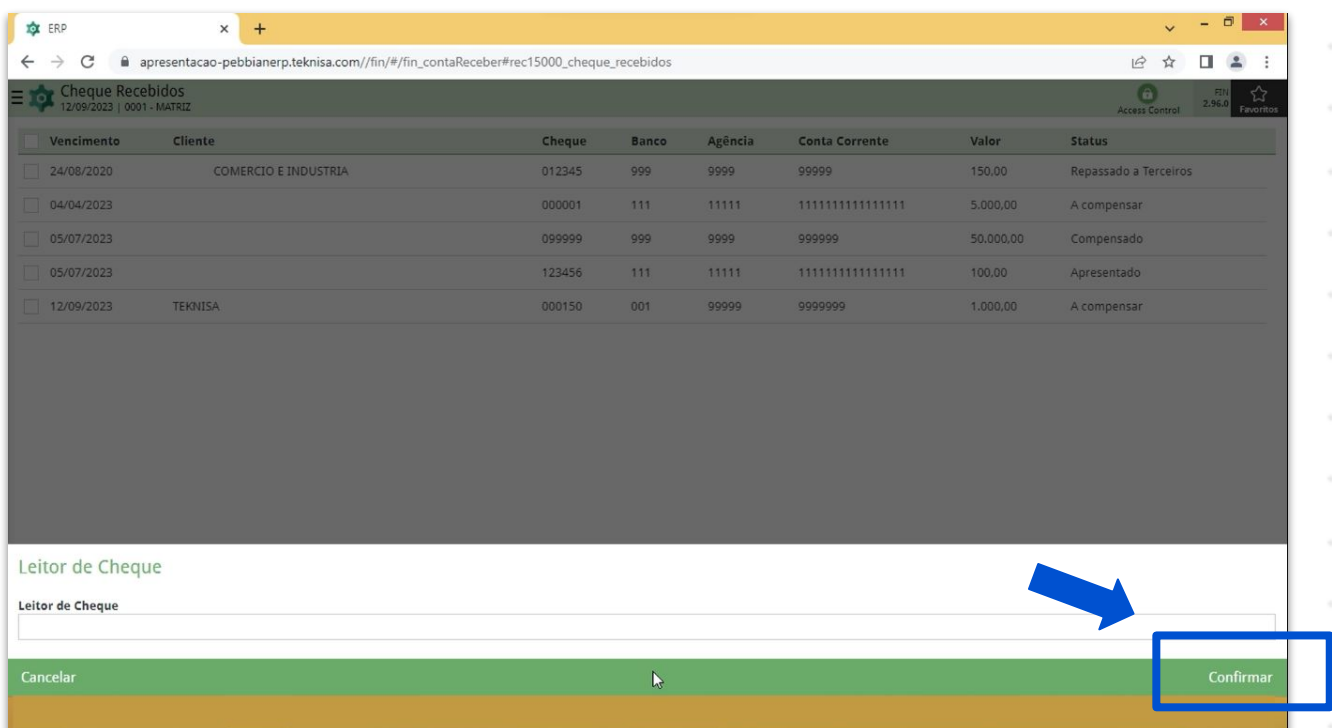 ERP
apresentacao-pebbianerp.teknisa.com//fin/#/fin_contaReceber#rec15000_cheque_recebidos
Cheque Recebidos
12/09/2023 | 0001 - MATRIZ
Access Control
FIN
2.96.0
Favoritos
Vencimento Cliente Cheque Banco Agência Conta Corrente Valor Status
24/08/2020 COMERCIO E INDUSTRIA 012345 999 9999 99999 150.00 Repassado a Terceiros
04/04/2023 000001 111 11111 1111111111111111 5.000,00 A compensar
05/07/2023 099999 999 9999 999999 50.000,00 Compensado
05/07/2023 123456 111 11111 1111111111111111 100,00 Apresentado
12/09/2023 TEKNISA 000150 001 99999 9999999 1.000,00 A compensar
Leitor de Cheque
Leitor de Cheque
Cancelar Confirmar